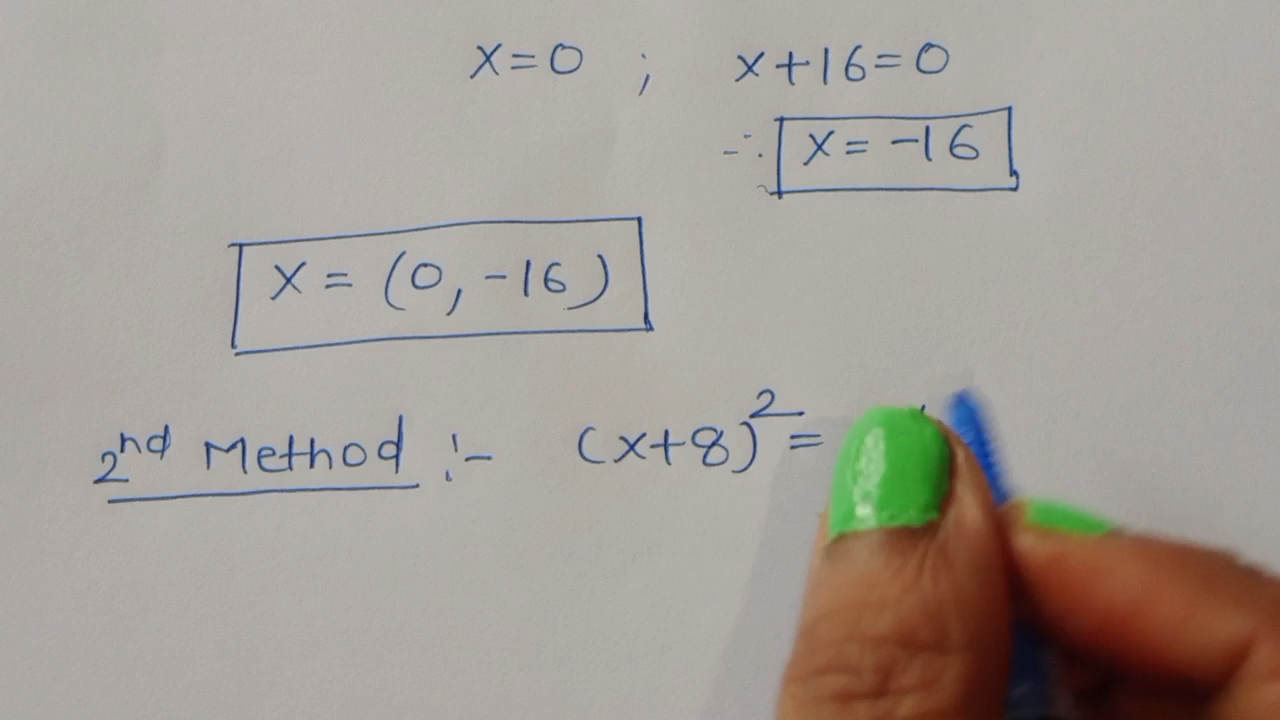 x=0 ; x+16=0
∴ x = -16
x = (0, -16)
2nd Method :- (x+8)² =